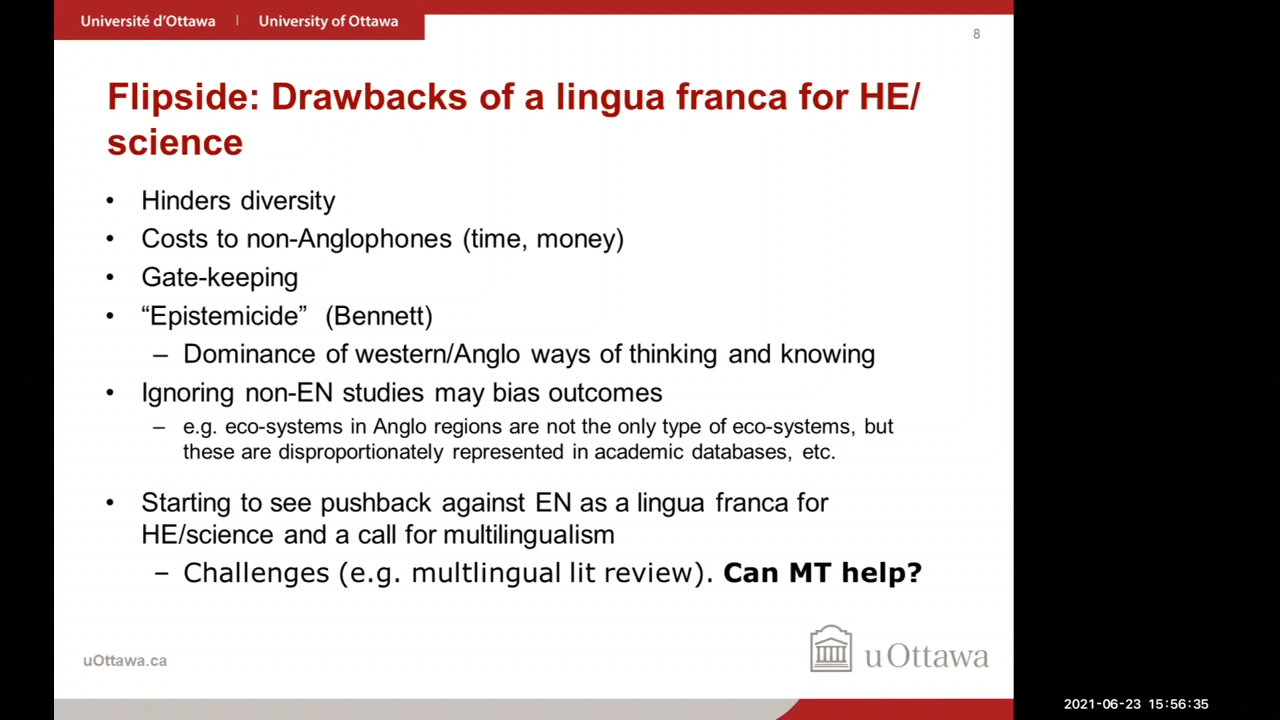 Université d'Ottawa | University of Ottawa
8
Flipside: Drawbacks of a lingua franca for HE/
science
• Hinders diversity
• Costs to non-Anglophones (time, money)
• Gate-keeping
• “Epistemicide” (Bennett)
– Dominance of western/Anglo ways of thinking and knowing
• Ignoring non-EN studies may bias outcomes
– e.g. eco-systems in Anglo regions are not the only type of eco-systems, but
these are disproportionately represented in academic databases, etc.
• Starting to see pushback against EN as a lingua franca for
HE/science and a call for multilingualism
– Challenges (e.g. multlingual lit review). Can MT help?
uOttawa.ca
uOttawa
2021-06-23 15:56:35